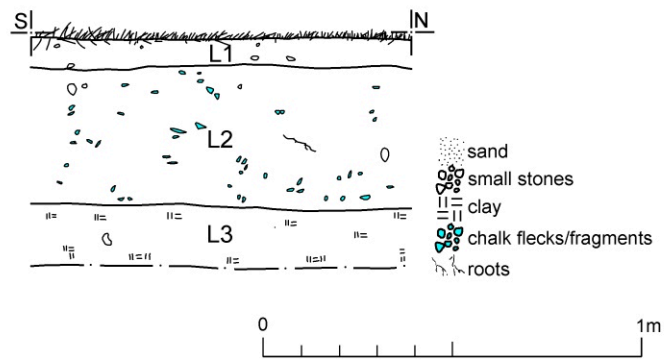 S N
L1
L2
L3
sand
small stones
clay
chalk flecks/fragments
roots
0 1m